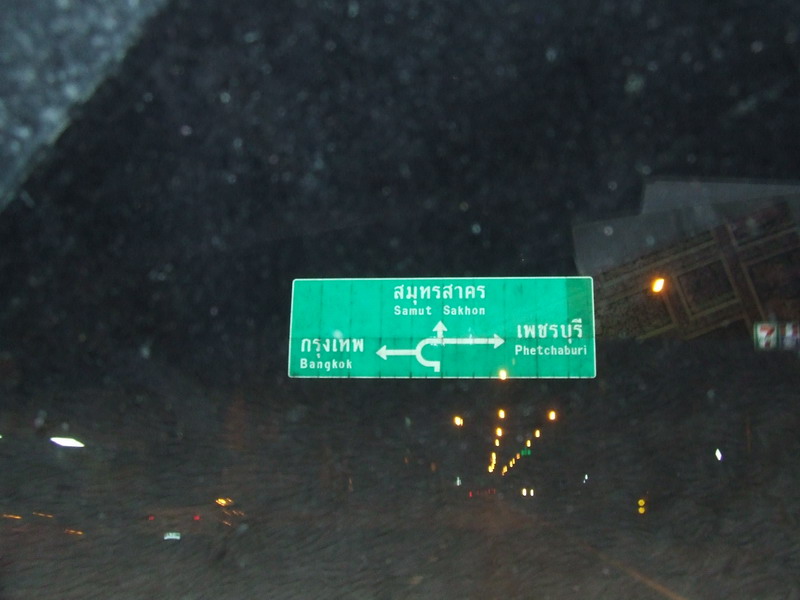 สมุทรสาคร
Samut Sakhon
กรุงเทพ
Bangkok
เพชรบุรี
Phetchaburi
7